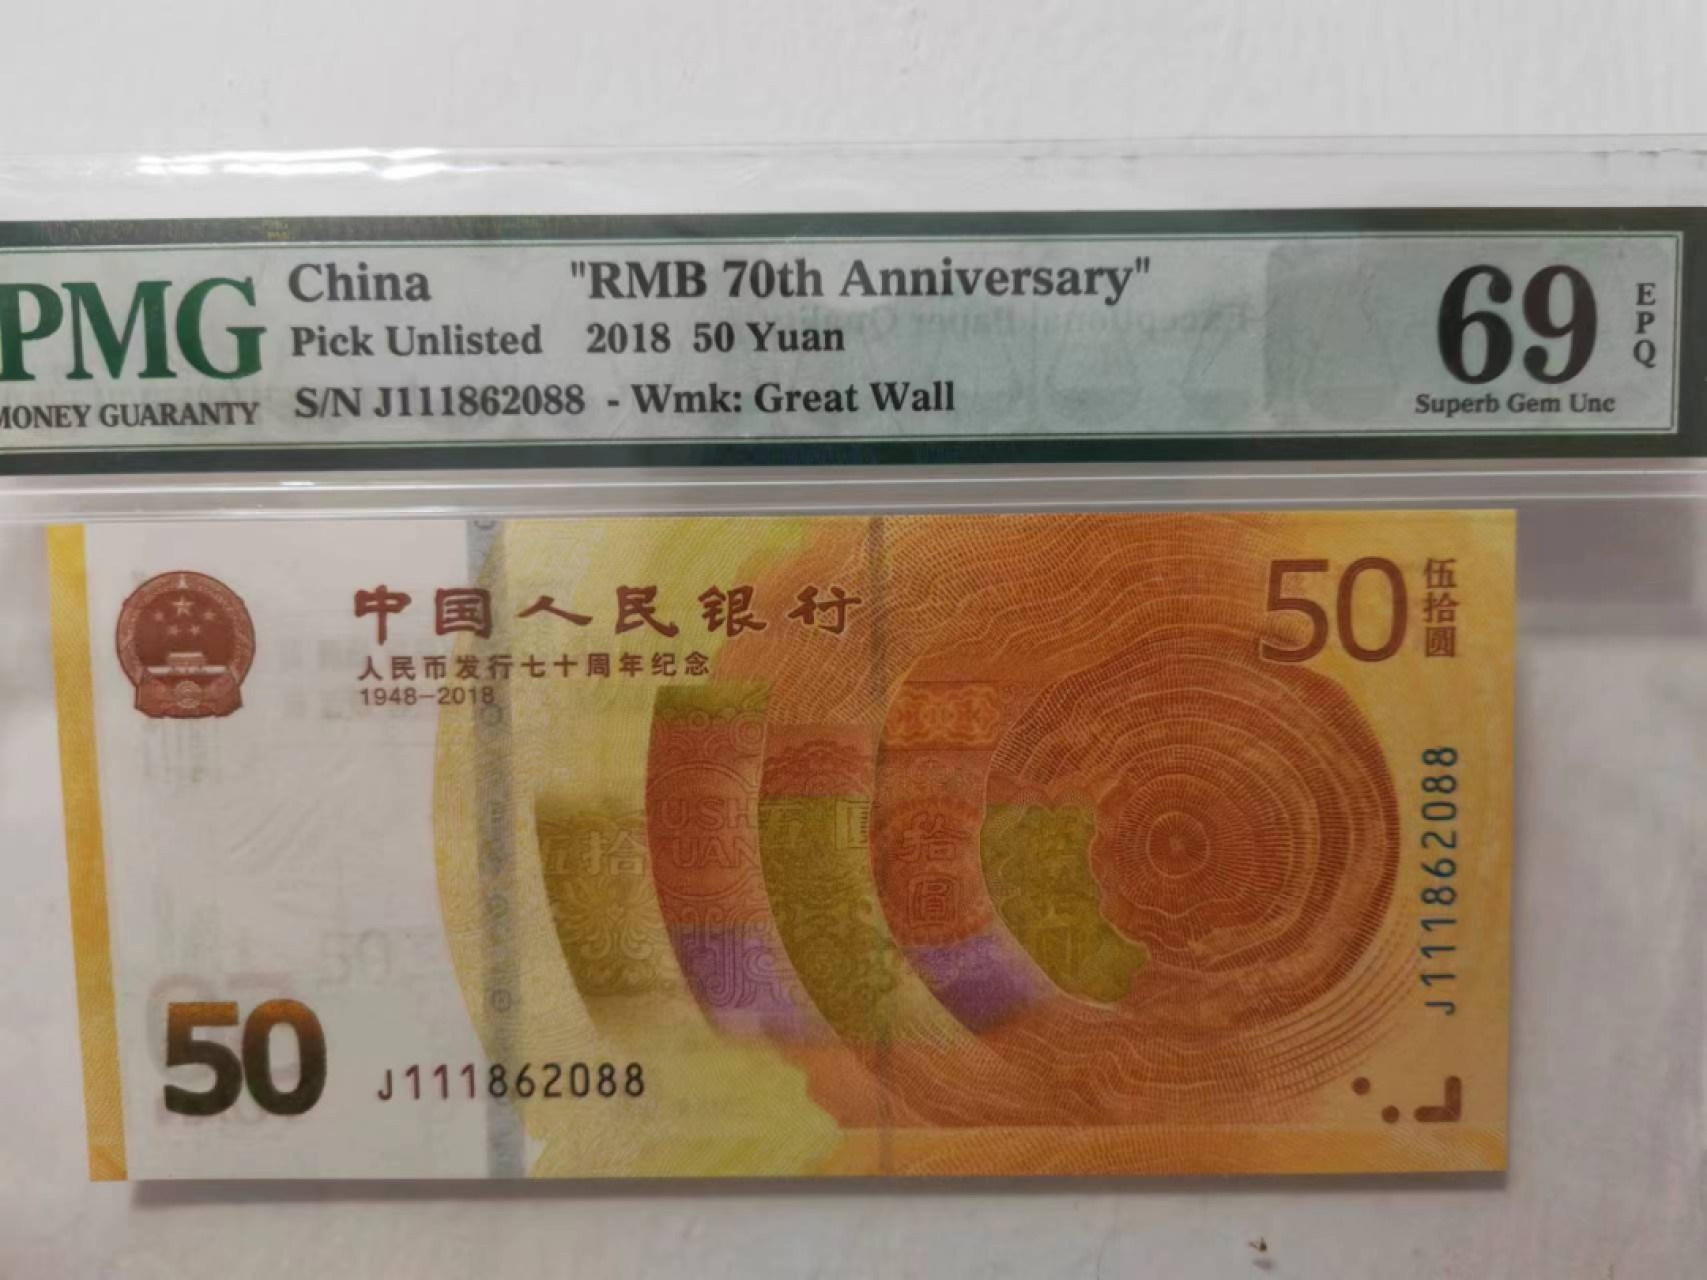 China "RMB 70th Anniversary"
PMG
Pick Unlisted 2018 50 Yuan
69
EPQ
MONEY GUARANTY
S/N J111862088 - Wmk: Great Wall
Superb Gem Unc
中国人民银行
人民币发行七十周年纪念
1948-2018
50
伍拾圆
J111862088
50
J111862088